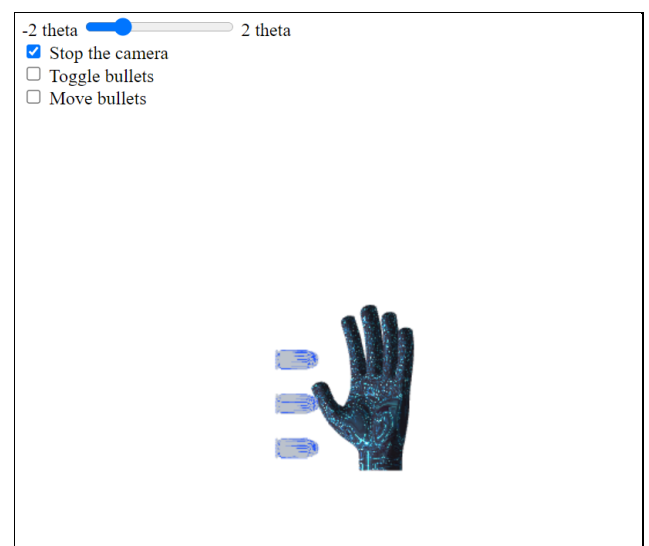 -2 theta 2 theta
Stop the camera
Toggle bullets
Move bullets